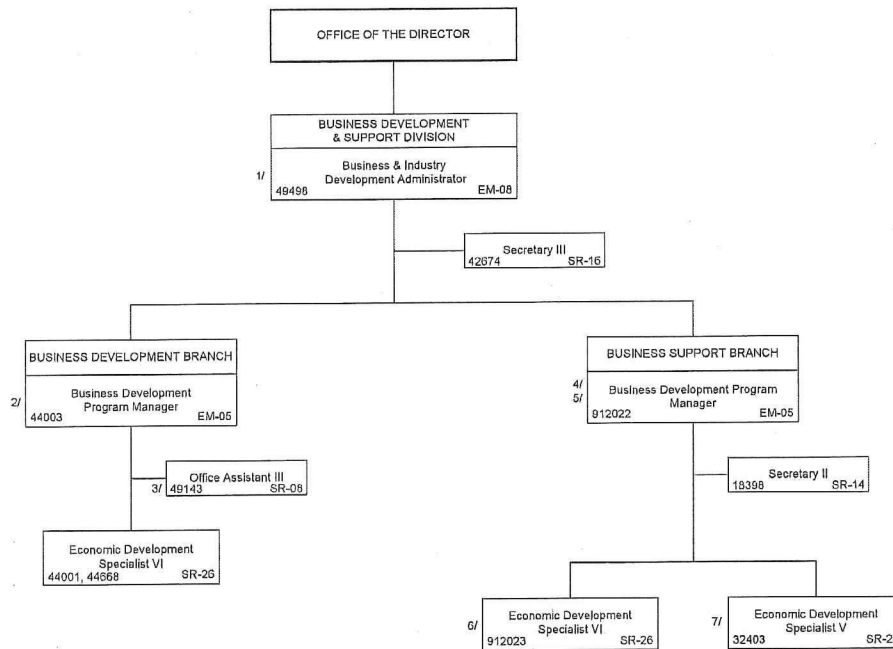 OFFICE OF THE DIRECTOR
BUSINESS DEVELOPMENT
& SUPPORT DIVISION
Business & Industry
Development Administrator
1/
49498 EM-08
Secretary III
42674 SR-16
BUSINESS DEVELOPMENT BRANCH
Business Development
Program Manager
2/
44003 EM-05
Office Assistant III
3/ 49143 SR-08
Economic Development
Specialist VI
44001, 44668 SR-26
BUSINESS SUPPORT BRANCH
4/
5/
Business Development Program
Manager
912022 EM-05
Secretary II
18398 SR-14
6/
Economic Development
Specialist VI
912023 SR-26
7/
Economic Development
Specialist V
32403 SR-2